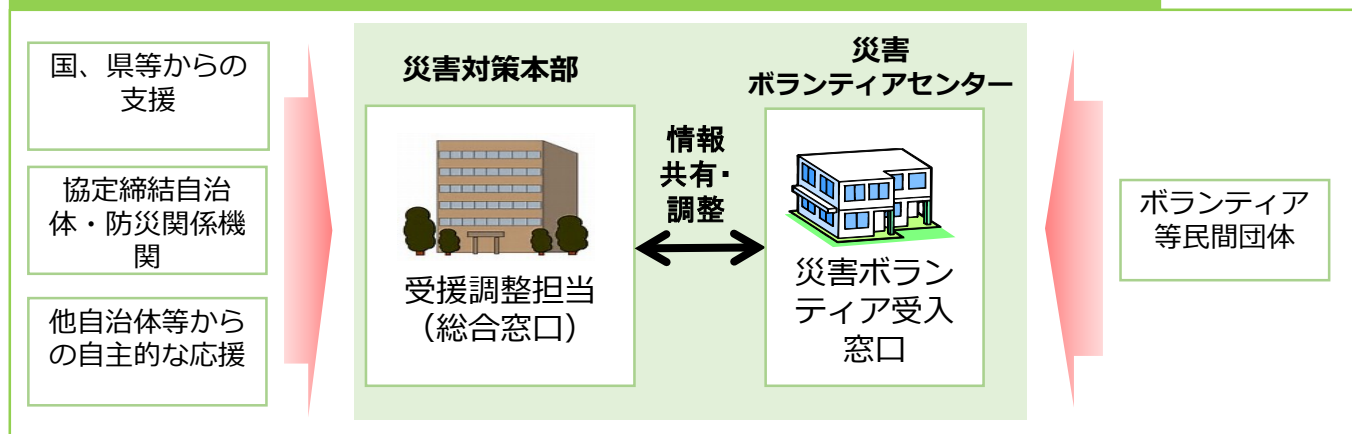 国、県等からの
支援
協定締結自治
体・防災関係機
関
他自治体等から
の自主的な応援
災害対策本部
受援調整担当
（総合窓口）
情報
共有・
調整
災害
ボランティアセンター
災害ボラン
ティア受入
窓口
ボランティア
等民間団体